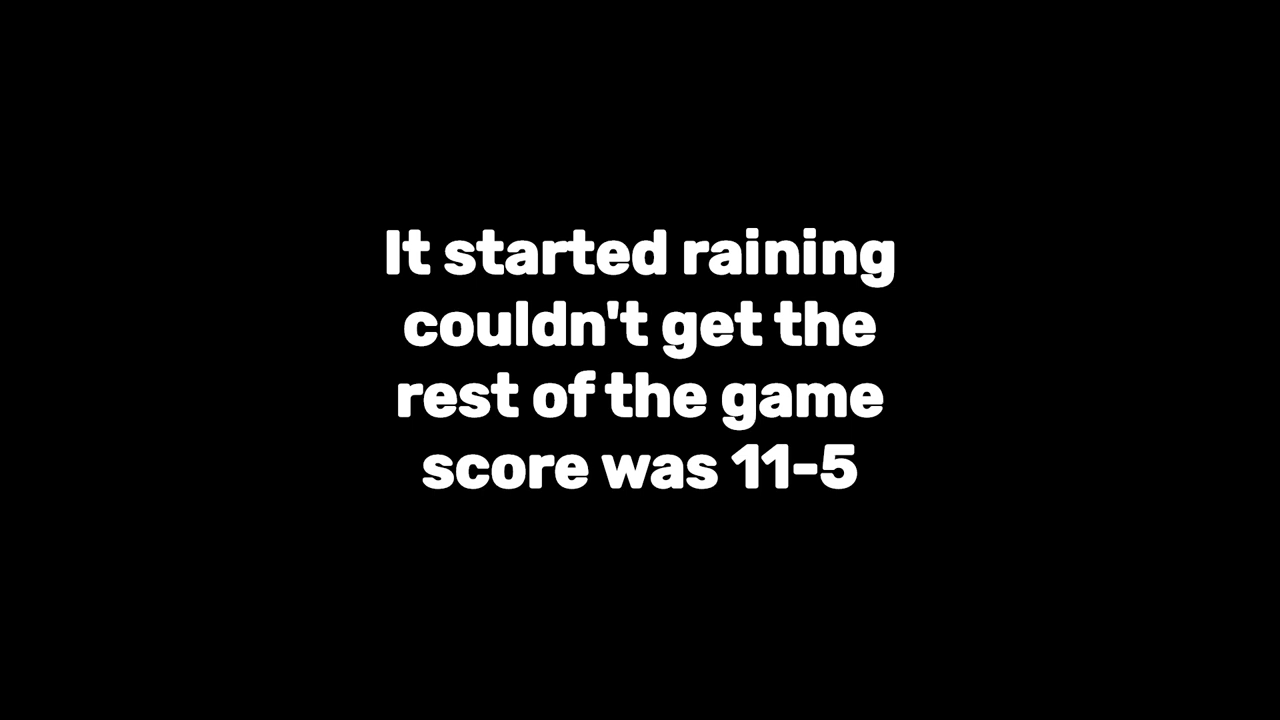 It started raining
couldn't get the
rest of the game
score was 11-5